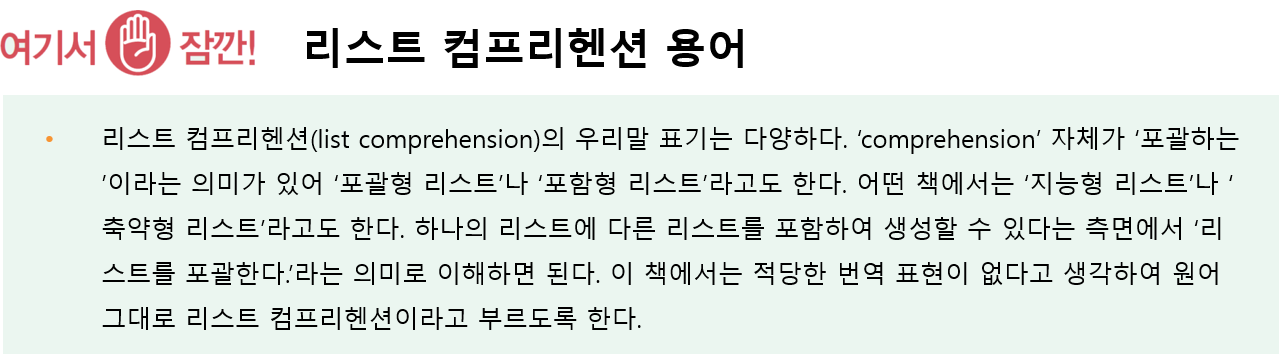 여기서 잠깐! 리스트 컴프리헨션 용어
• 리스트 컴프리헨션(list comprehension)의 우리말 표기는 다양하다. ‘comprehension’ 자체가 ‘포괄하는
’이라는 의미가 있어 ‘포괄형 리스트’나 ‘포함형 리스트’라고도 한다. 어떤 책에서는 ‘지능형 리스트’나 ‘
축약형 리스트’라고도 한다. 하나의 리스트에 다른 리스트를 포함하여 생성할 수 있다는 측면에서 ‘리
스트를 포괄한다.’라는 의미로 이해하면 된다. 이 책에서는 적당한 번역 표현이 없다고 생각하여 원어
그대로 리스트 컴프리헨션이라고 부르도록 한다.